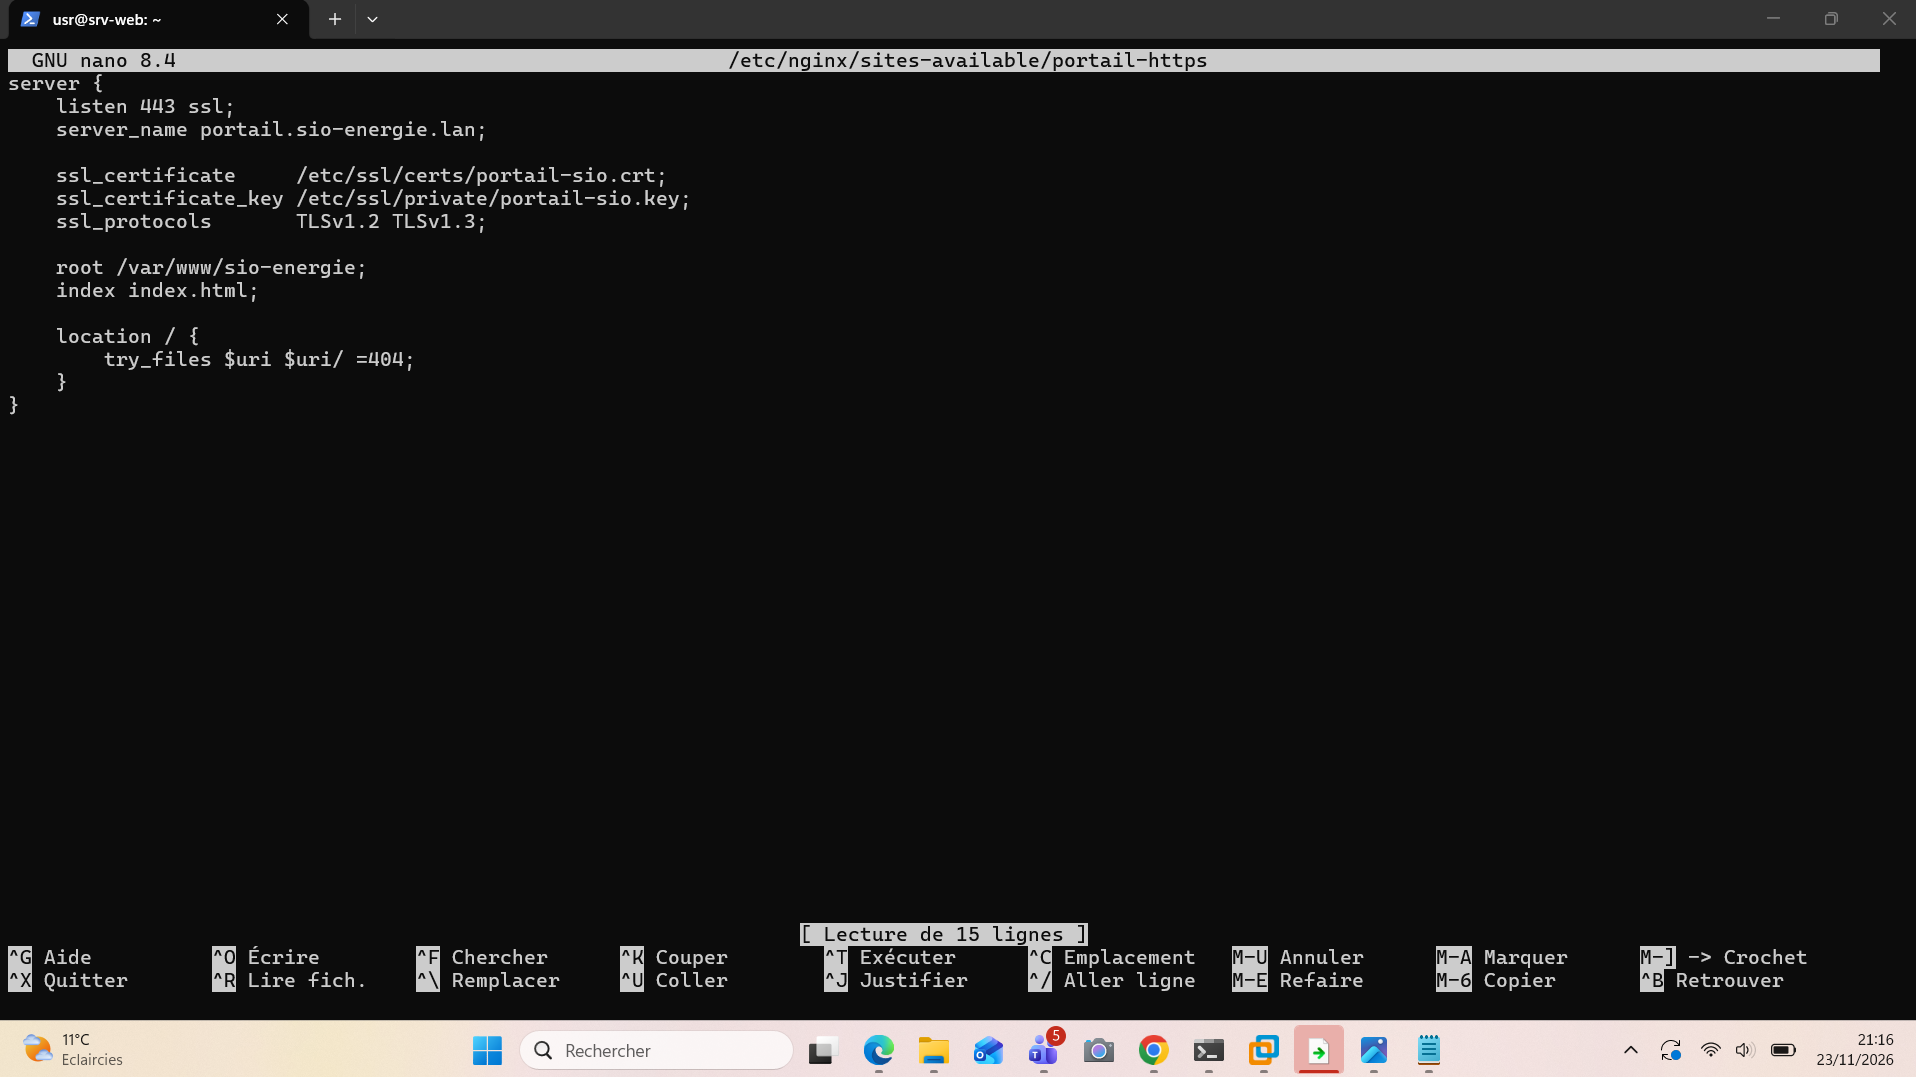 usr@srv-web: ~
GNU nano 8.4 /etc/nginx/sites-available/portail-https
server {
    listen 443 ssl;
    server_name portail.sio-energie.lan;

    ssl_certificate     /etc/ssl/certs/portail-sio.crt;
    ssl_certificate_key /etc/ssl/private/portail-sio.key;
    ssl_protocols       TLSv1.2 TLSv1.3;

    root /var/www/sio-energie;
    index index.html;

    location / {
        try_files $uri $uri/ =404;
    }
}
[ Lecture de 15 lignes ]
^G Aide ^O Écrire ^F Chercher ^K Couper ^T Exécuter ^C Emplacement M-U Annuler M-A Marquer M-] -> Crochet
^X Quitter ^R Lire fich. ^\ Remplacer ^U Coller ^J Justifier ^/ Aller ligne M-E Refaire M-6 Copier ^B Retrouver
11°C
Eclaircies
Rechercher
5
21:16
23/11/2026